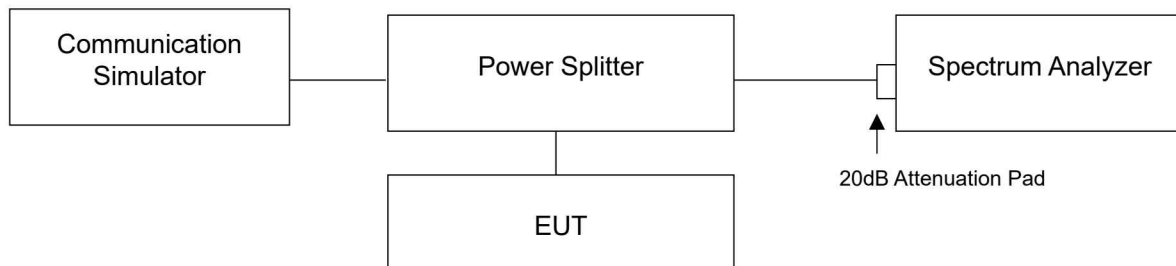 Communication
Simulator
Power Splitter
Spectrum Analyzer
20dB Attenuation Pad
EUT